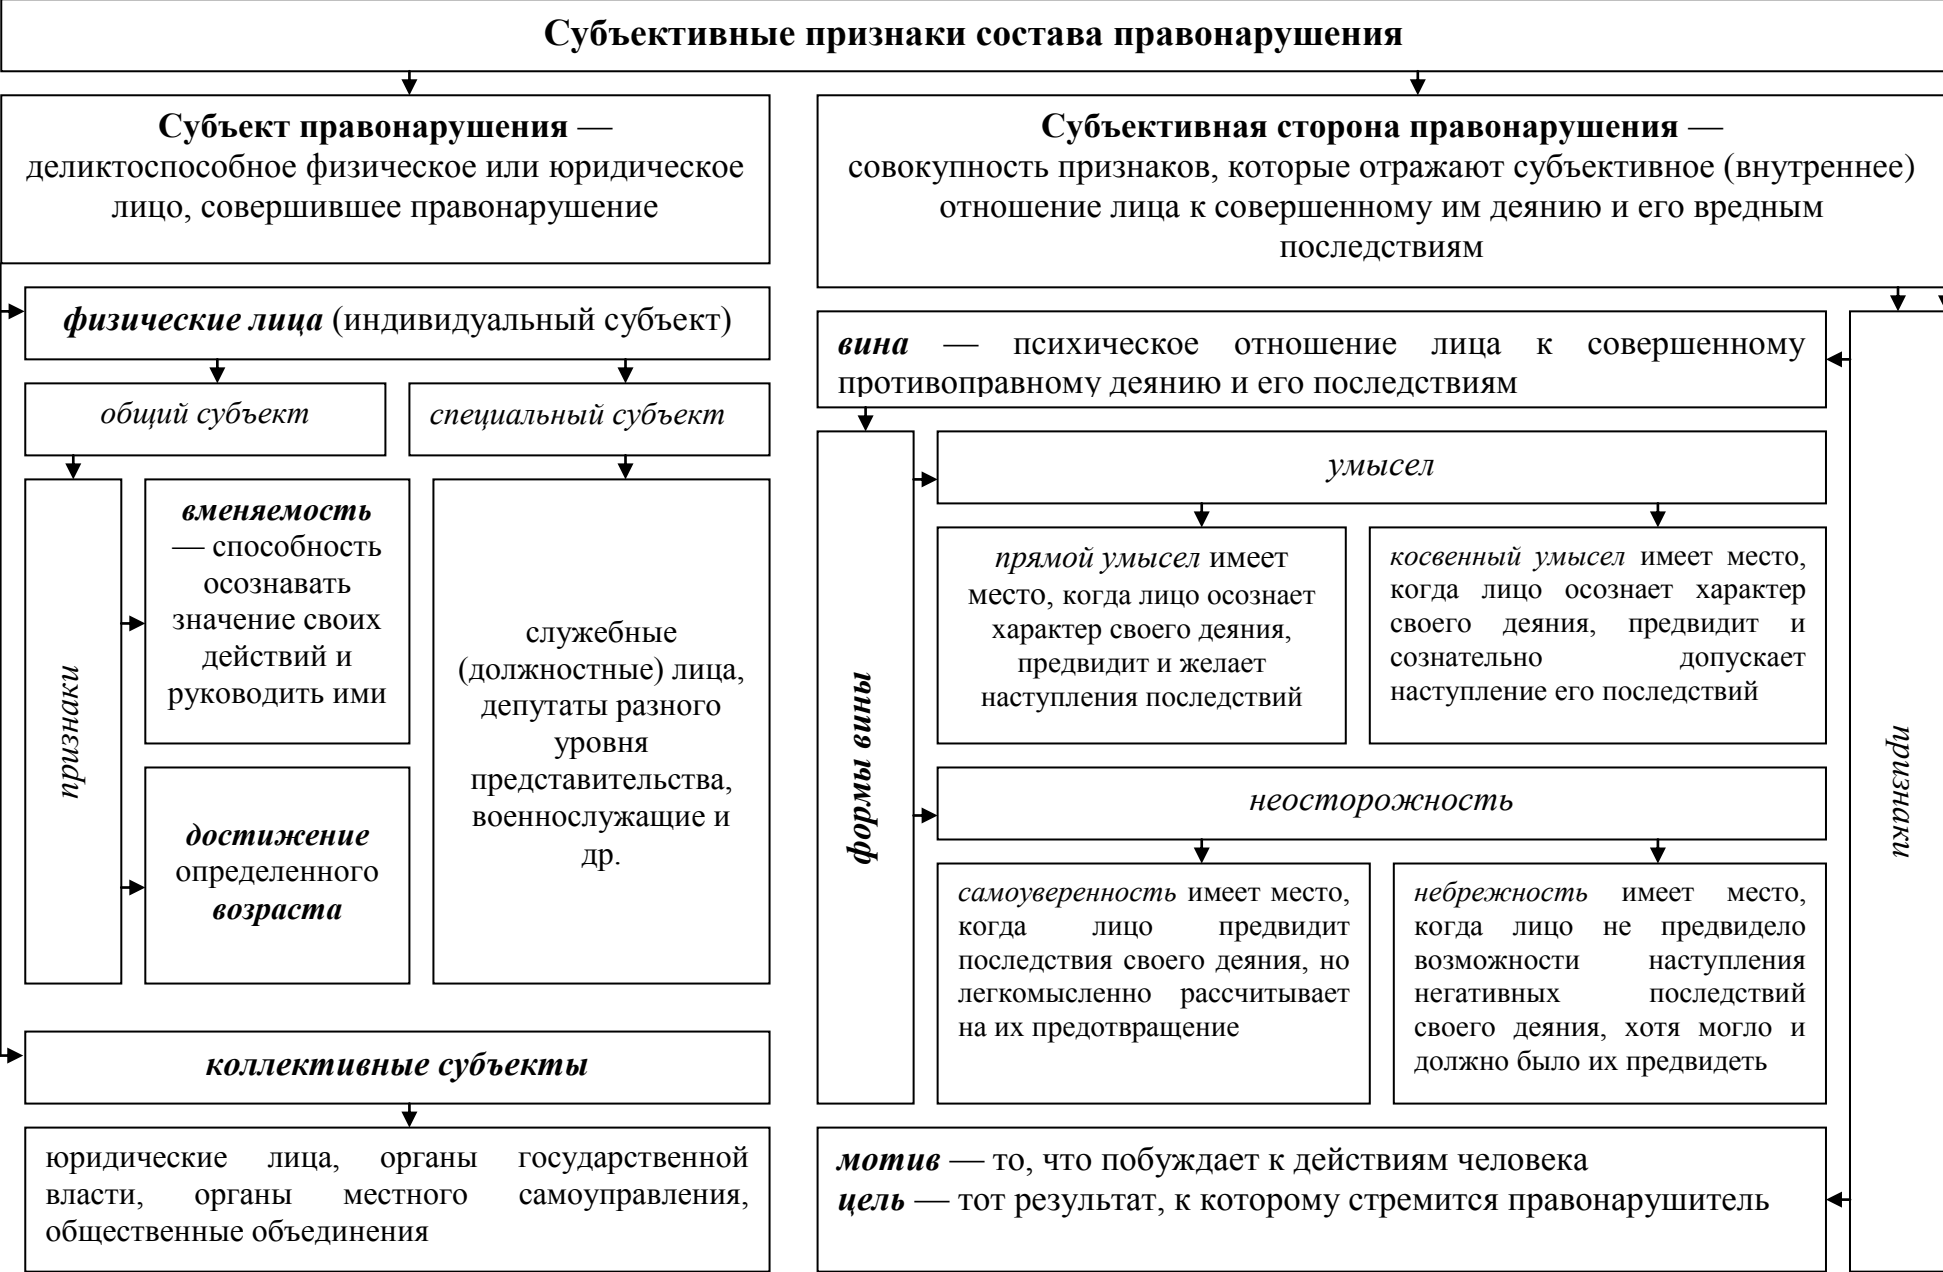 Субъективные признаки состава правонарушения
Субъект правонарушения —
деликтоспособное физическое или юридическое
лицо, совершившее правонарушение
физические лица (индивидуальный субъект)
общий субъект
специальный субъект
признаки
вменяемость
— способность
осознавать
значение своих
действий и
руководить ими
достижение
определенного
возраста
служебные
(должностные) лица,
депутаты разного
уровня
представительства,
военнослужащие и
др.
коллективные субъекты
юридические лица, органы государственной
власти, органы местного самоуправления,
общественные объединения
Субъективная сторона правонарушения —
совокупность признаков, которые отражают субъективное (внутреннее)
отношение лица к совершенному им деянию и его вредным
последствиям
вина — психическое отношение лица к совершенному
противоправному деянию и его последствиям
формы вины
умысел
прямой умысел имеет
место, когда лицо осознает
характер своего деяния,
предвидит и желает
наступления последствий
косвенный умысел имеет место,
когда лицо осознает характер
своего деяния, предвидит и
сознательно допускает
наступление его последствий
неосторожность
самоуверенность имеет место,
когда лицо предвидит
последствия своего деяния, но
легкомысленно рассчитывает
на их предотвращение
небрежность имеет место,
когда лицо не предвидело
возможности наступления
негативных последствий
своего деяния, хотя могло и
должно было их предвидеть
мотив — то, что побуждает к действиям человека
цель — тот результат, к которому стремится правонарушитель
признаки